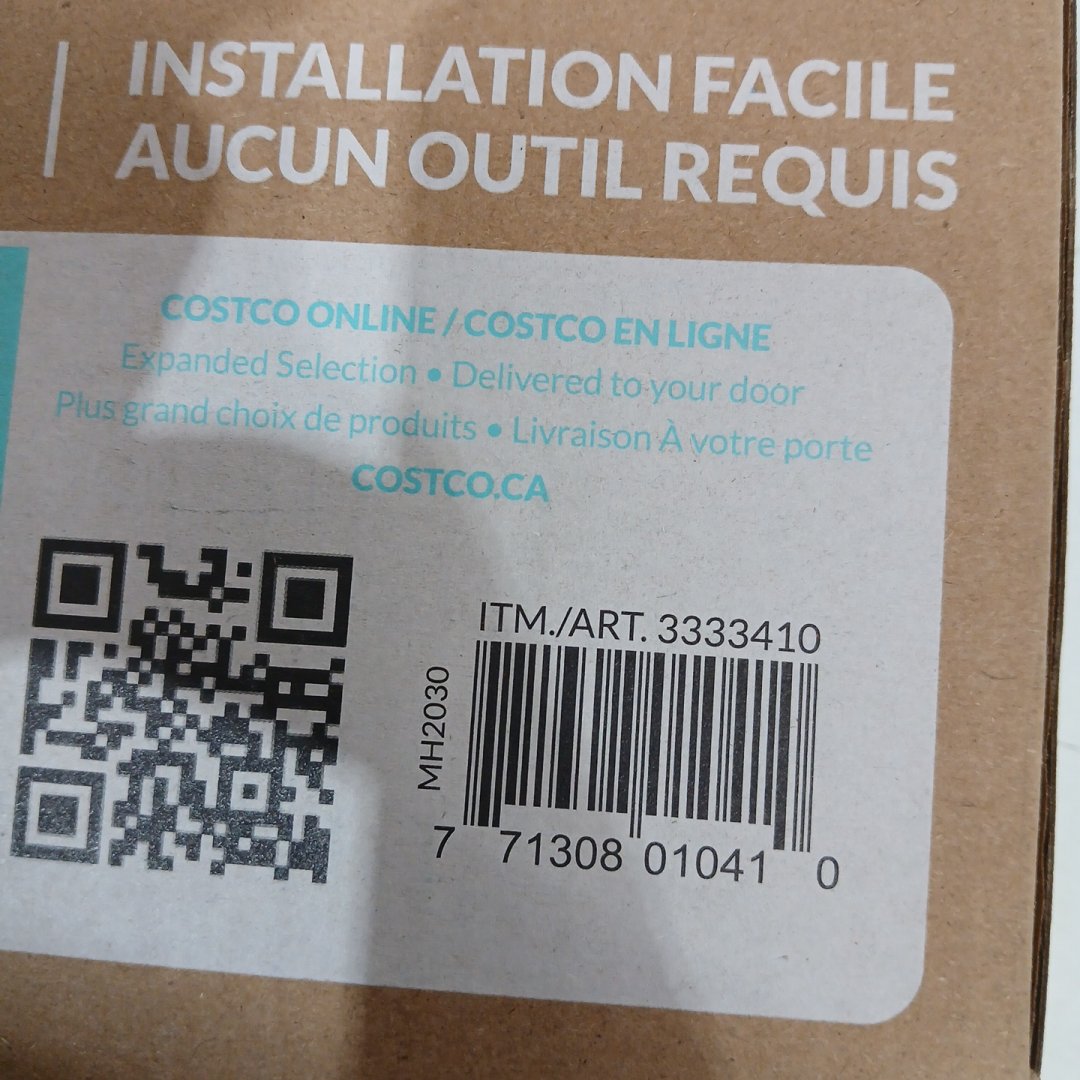 INSTALLATION FACILE
AUCUN OUTIL REQUIS
COSTCO ONLINE / COSTCO EN LIGNE
Expanded Selection • Delivered to your door
Plus grand choix de produits • Livraison À votre porte
COSTCO.CA
ITM./ART. 3333410
MH2030
7 71308 01041 0